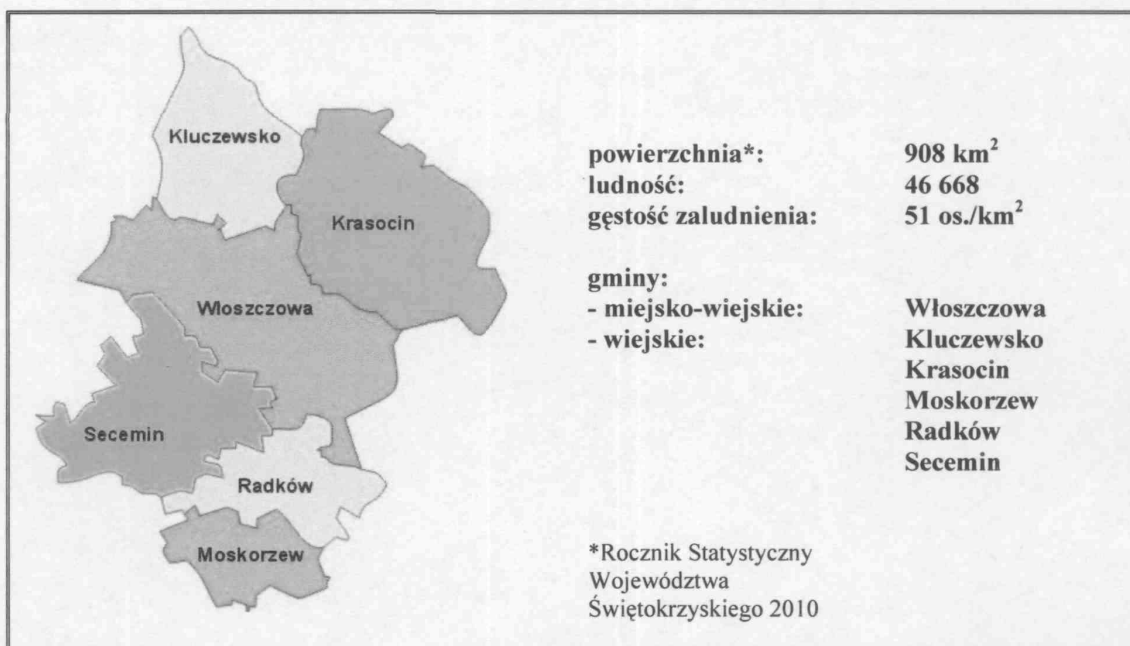 Kluczewsko
Krasocin
Włoszczowa
Secemin
Radków
Moskorzew
powierzchnia*: 908 km²
ludność: 46 668
gęstość zaludnienia: 51 os./km²
gminy:
- miejsko-wiejskie: Włoszczowa
- wiejskie: Kluczewsko
Krasocin
Moskorzew
Radków
Secemin
*Rocznik Statystyczny
Województwa
Świętokrzyskiego 2010